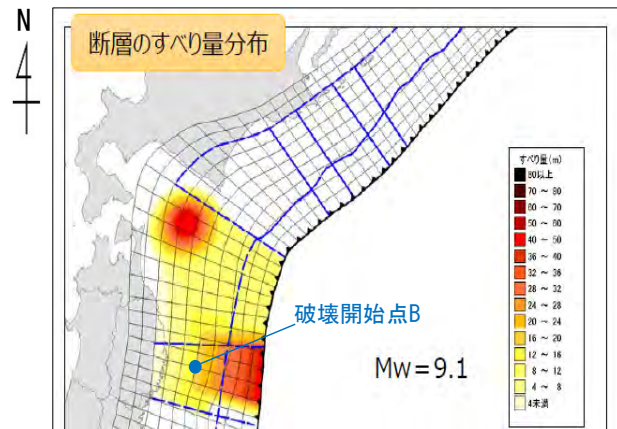 N
断層のすべり量分布
すべり量(m)
80以上
70 ~ 80
60 ~ 70
50 ~ 60
40 ~ 50
36 ~ 40
32 ~ 36
28 ~ 32
24 ~ 28
20 ~ 24
16 ~ 20
12 ~ 16
8 ~ 12
4 ~ 8
4未満
破壊開始点B
Mw=9.1